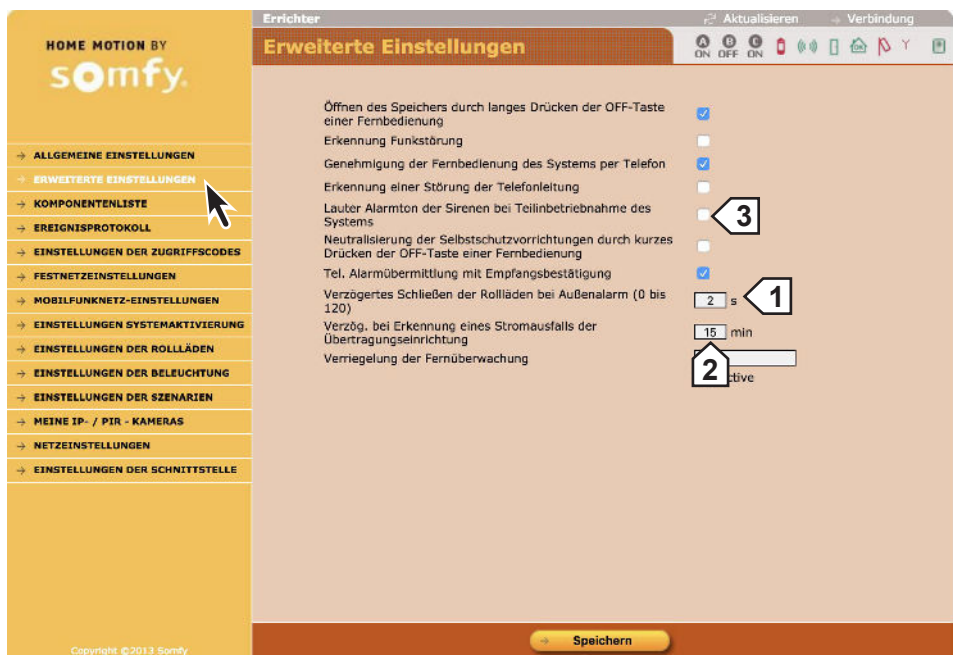 Errichter
Aktualisieren
Verbindung
HOME MOTION BY
somfy.
Erweiterte Einstellungen
A B C
ON OFF ON
Öffnen des Speichers durch langes Drücken der OFF-Taste
einer Fernbedienung
Erkennung Funkstörung
Genehmigung der Fernbedienung des Systems per Telefon
Erkennung einer Störung der Telefonleitung
Lauter Alarmton der Sirenen bei Teilinbetriebnahme des
Systems
3
Neutralisierung der Selbstschutzvorrichtungen durch kurzes
Drücken der OFF-Taste einer Fernbedienung
Tel. Alarmübermittlung mit Empfangsbestätigung
Verzögertes Schließen der Rollläden bei Außenalarm (0 bis
120)
2 s
1
Verzög. bei Erkennung eines Stromausfalls der
Übertragungseinrichtung
15 min
2
Verriegelung der Fernüberwachung
ALLGEMEINE EINSTELLUNGEN
ERWEITERTE EINSTELLUNGEN
KOMPONENTENLISTE
EREIGNISPROTOKOLL
EINSTELLUNGEN DER ZUGRIFFSCODES
FESTNETZEINSTELLUNGEN
MOBILFUNKNETZ-EINSTELLUNGEN
EINSTELLUNGEN SYSTEMAKTIVIERUNG
EINSTELLUNGEN DER ROLLLÄDEN
EINSTELLUNGEN DER BELEUCHTUNG
EINSTELLUNGEN DER SZENARIEN
MEINE IP- / PIR - KAMERAS
NETZEINSTELLUNGEN
EINSTELLUNGEN DER SCHNITTSTELLE
Speichern
Copyright ©2013 Somfy